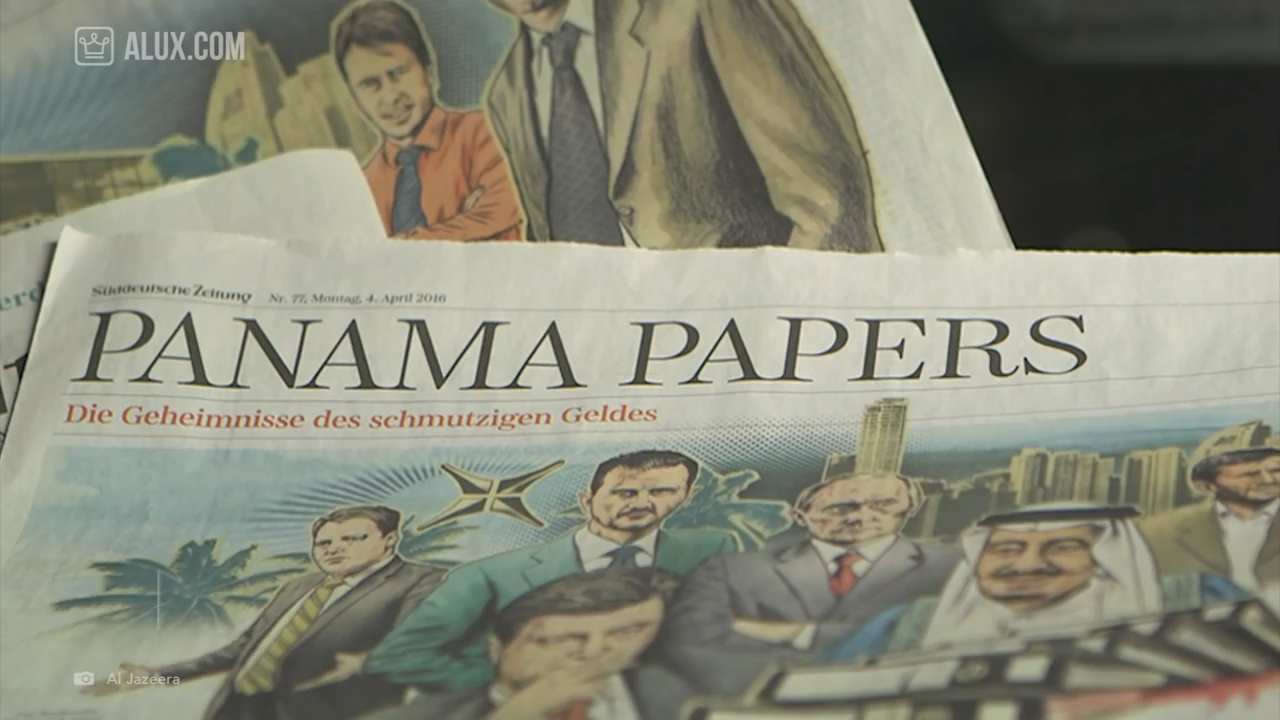 ALUX.COM
erd
Süddeutsche Zeitung Nr. 77, Montag, 4. April 2016
PANAMA PAPERS
Die Geheimnisse des schmutzigen Geldes
Al Jazeera